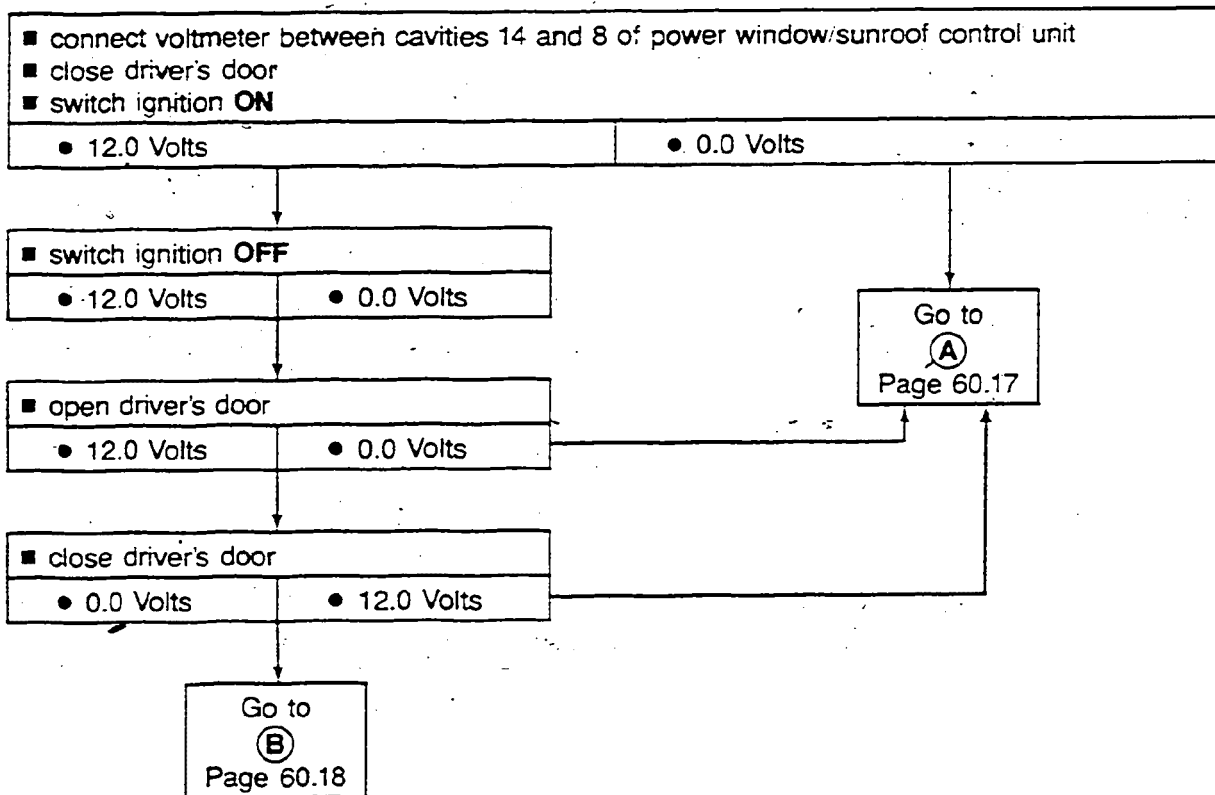 ■ connect voltmeter between cavities 14 and 8 of power window/sunroof control unit
■ close driver's door
■ switch ignition ON
● 12.0 Volts
● 0.0 Volts
■ switch ignition OFF
● 12.0 Volts
● 0.0 Volts
Go to
A
Page 60.17
■ open driver's door
● 12.0 Volts
● 0.0 Volts
■ close driver's door
● 0.0 Volts
● 12.0 Volts
Go to
B
Page 60.18